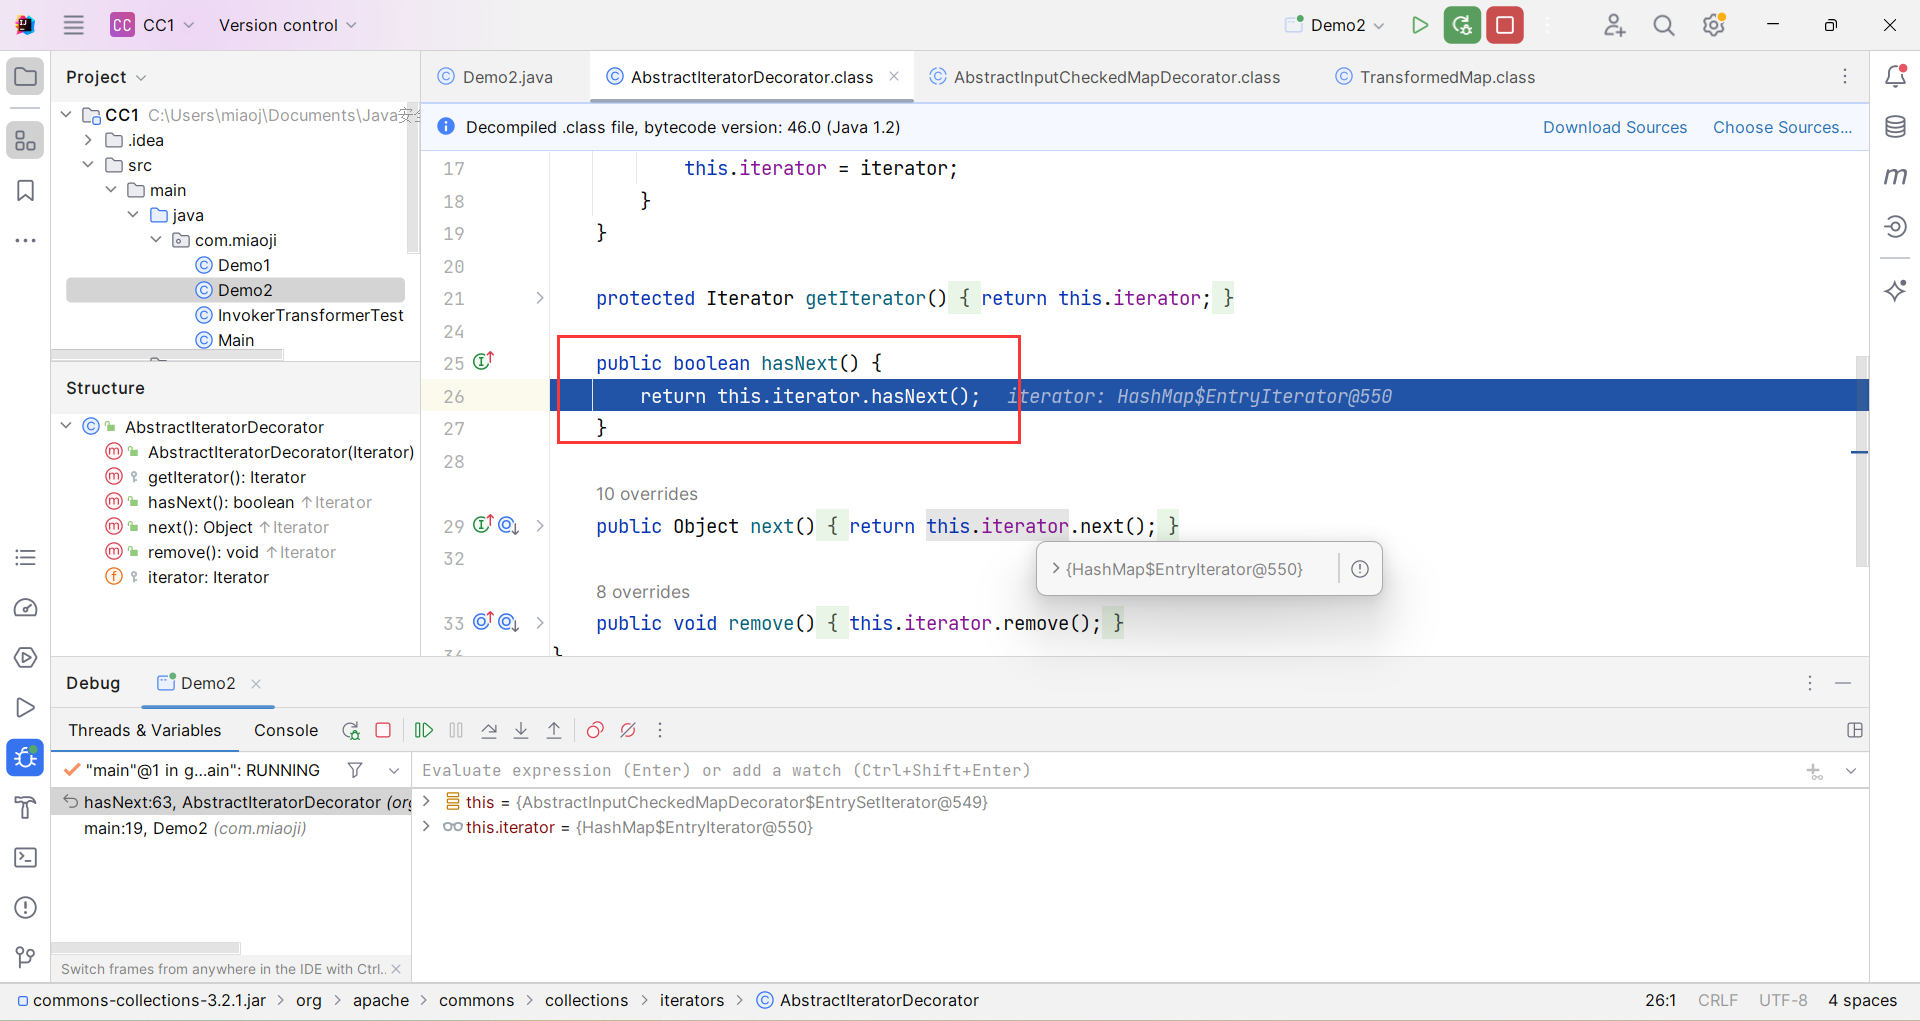 CC CC1 Version control Demo2
Project
CC1 C:\Users\miaoj\Documents\Java安全
.idea
src
main
java
com.miaoji
Demo1
Demo2
InvokerTransformerTest
Main
Structure
AbstractIteratorDecorator
AbstractIteratorDecorator(Iterator)
getIterator(): Iterator
hasNext(): boolean ↑Iterator
next(): Object ↑Iterator
remove(): void ↑Iterator
iterator: Iterator
Demo2.java AbstractIteratorDecorator.class AbstractInputCheckedMapDecorator.class TransformedMap.class
Decompiled .class file, bytecode version: 46.0 (Java 1.2) Download Sources Choose Sources...
17 this.iterator = iterator;
18 }
19 }
20
21 protected Iterator getIterator() { return this.iterator; }
24
25 public boolean hasNext() {
26 return this.iterator.hasNext(); iterator: HashMap$EntryIterator@550
27 }
28
10 overrides
29 public Object next() { return this.iterator.next(); }
32
{HashMap$EntryIterator@550}
8 overrides
33 public void remove() { this.iterator.remove(); }
}
Debug Demo2
Threads & Variables Console
"main"@1 in g...ain": RUNNING
hasNext:63, AbstractIteratorDecorator (org
main:19, Demo2 (com.miaoji)
Switch frames from anywhere in the IDE with Ctrl..
Evaluate expression (Enter) or add a watch (Ctrl+Shift+Enter)
this = {AbstractInputCheckedMapDecorator$EntrySetIterator@549}
this.iterator = {HashMap$EntryIterator@550}
commons-collections-3.2.1.jar > org > apache > commons > collections > iterators > AbstractIteratorDecorator 26:1 CRLF UTF-8 4 spaces